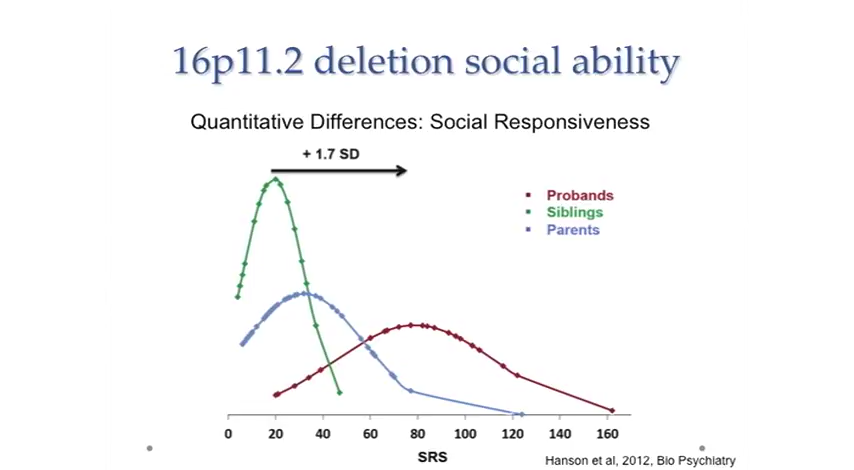 16p11.2 deletion social ability
Quantitative Differences: Social Responsiveness
+ 1.7 SD
Probands
Siblings
Parents
0 20 40 60 80 100 120 140 160
SRS
Hanson et al, 2012, Bio Psychiatry